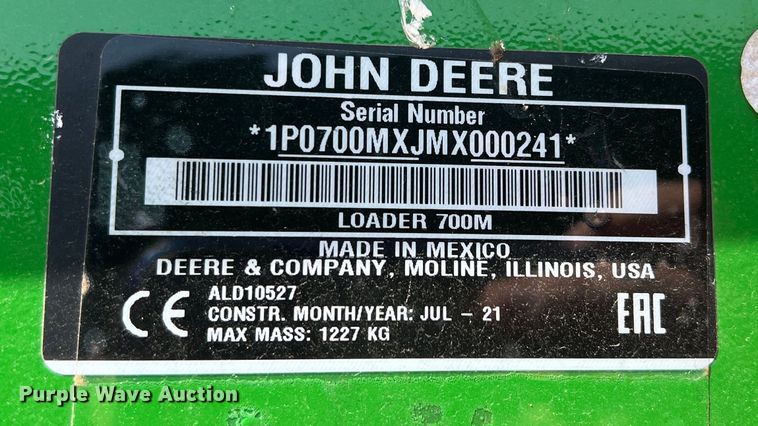 JOHN DEERE
Serial Number
*1P0700MXJMX000241*
LOADER 700M
MADE IN MEXICO
DEERE & COMPANY, MOLINE, ILLINOIS, USA
CE
ALD10527
CONSTR. MONTH/YEAR: JUL - 21
MAX MASS: 1227 KG
EAC
Purple Wave Auction